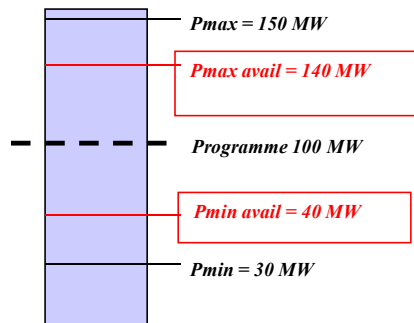 Pmax = 150 MW
Pmax avail = 140 MW
Programme 100 MW
Pmin avail = 40 MW
Pmin = 30 MW